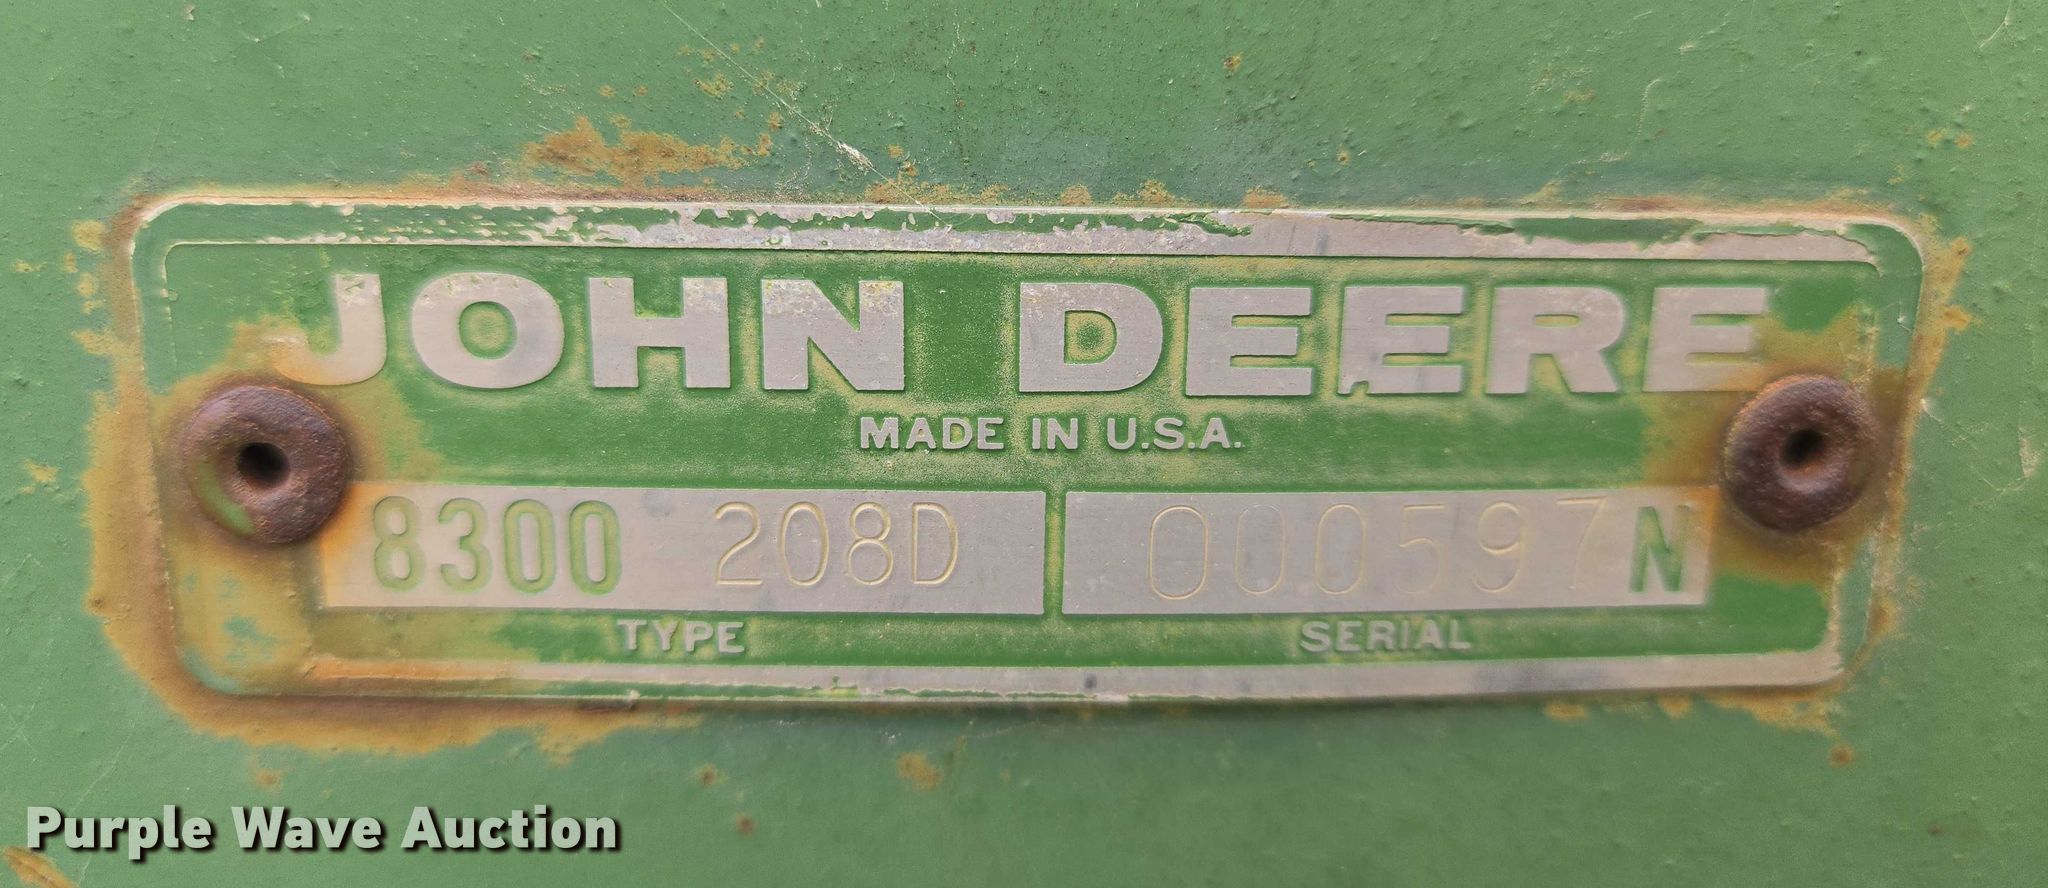 JOHN DEERE
MADE IN U.S.A.
8300 208D 000597N
TYPE SERIAL
Purple Wave Auction